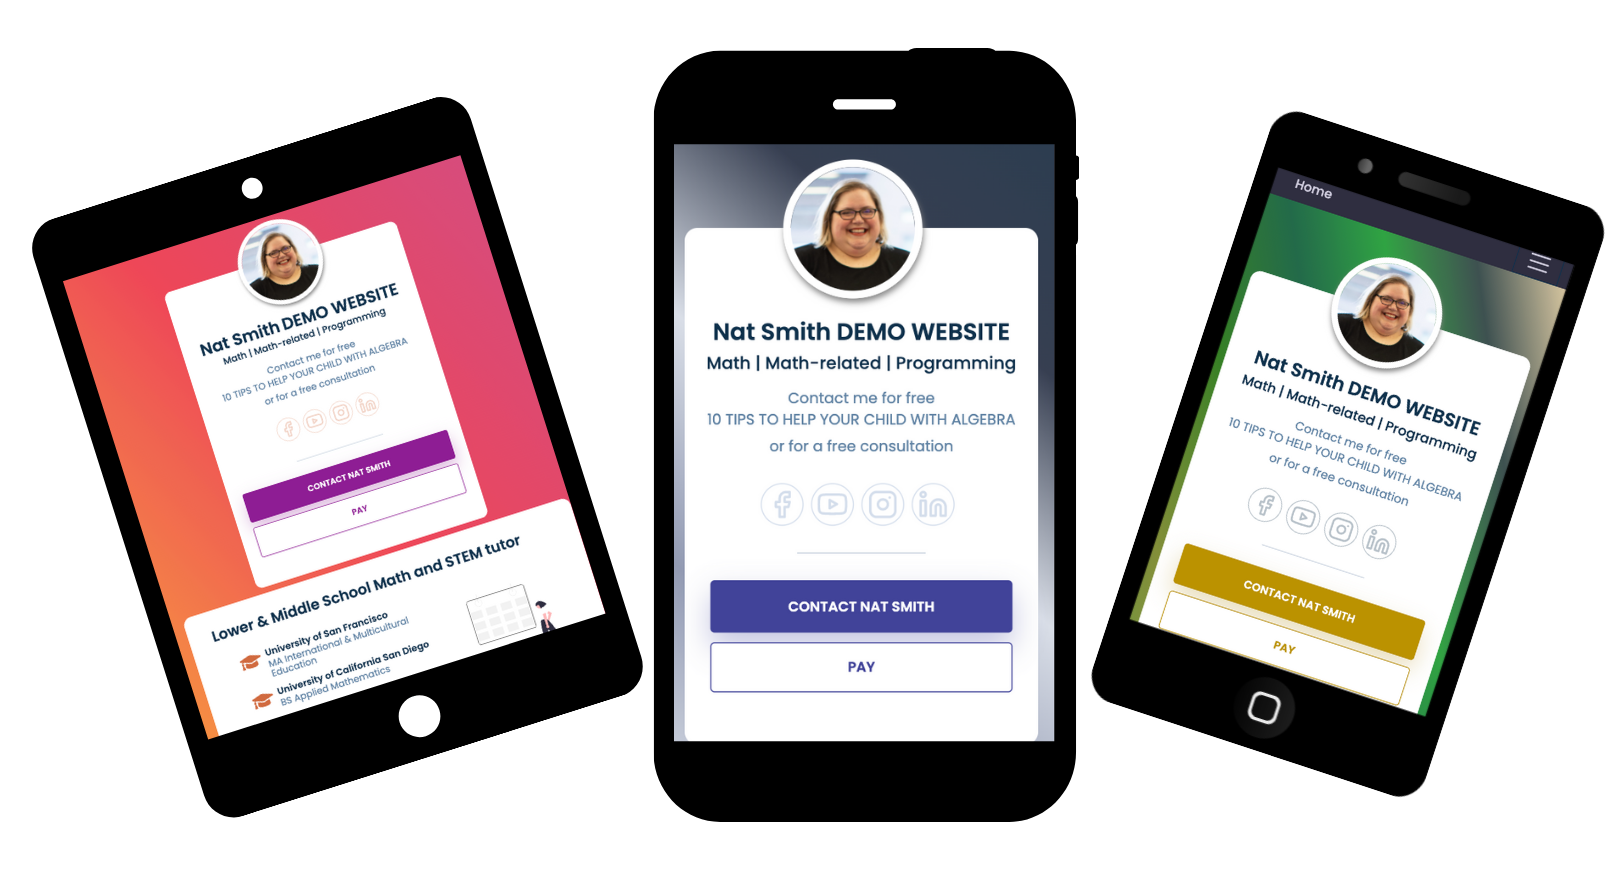 Nat Smith DEMO WEBSITE
Math | Math-related | Programming
Contact me for free
10 TIPS TO HELP YOUR CHILD WITH ALGEBRA
or for a free consultation
CONTACT NAT SMITH
PAY
Lower & Middle School Math and STEM tutor
University of San Francisco
MA International & Multicultural
Education
University of California San Diego
BS Applied Mathematics
Nat Smith DEMO WEBSITE
Math | Math-related | Programming
Contact me for free
10 TIPS TO HELP YOUR CHILD WITH ALGEBRA
or for a free consultation
CONTACT NAT SMITH
PAY
Home
Nat Smith DEMO WEBSITE
Math | Math-related | Programming
Contact me for free
10 TIPS TO HELP YOUR CHILD WITH ALGEBRA
or for a free consultation
CONTACT NAT SMITH
PAY